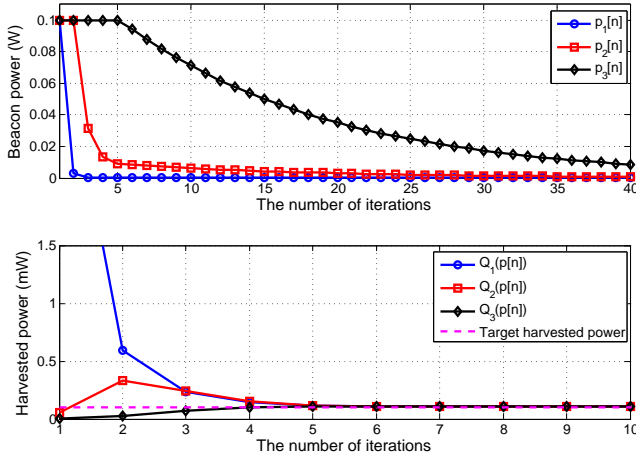 0.1
0.08
0.06
0.04
0.02
0
Beacon power (W)
5 10 15 20 25 30 35 40
The number of iterations
p1[n]
p2[n]
p3[n]
1.5
1
0.5
0
Harvested power (mW)
1 2 3 4 5 6 7 8 9 10
The number of iterations
Q1(p[n])
Q2(p[n])
Q3(p[n])
Target harvested power